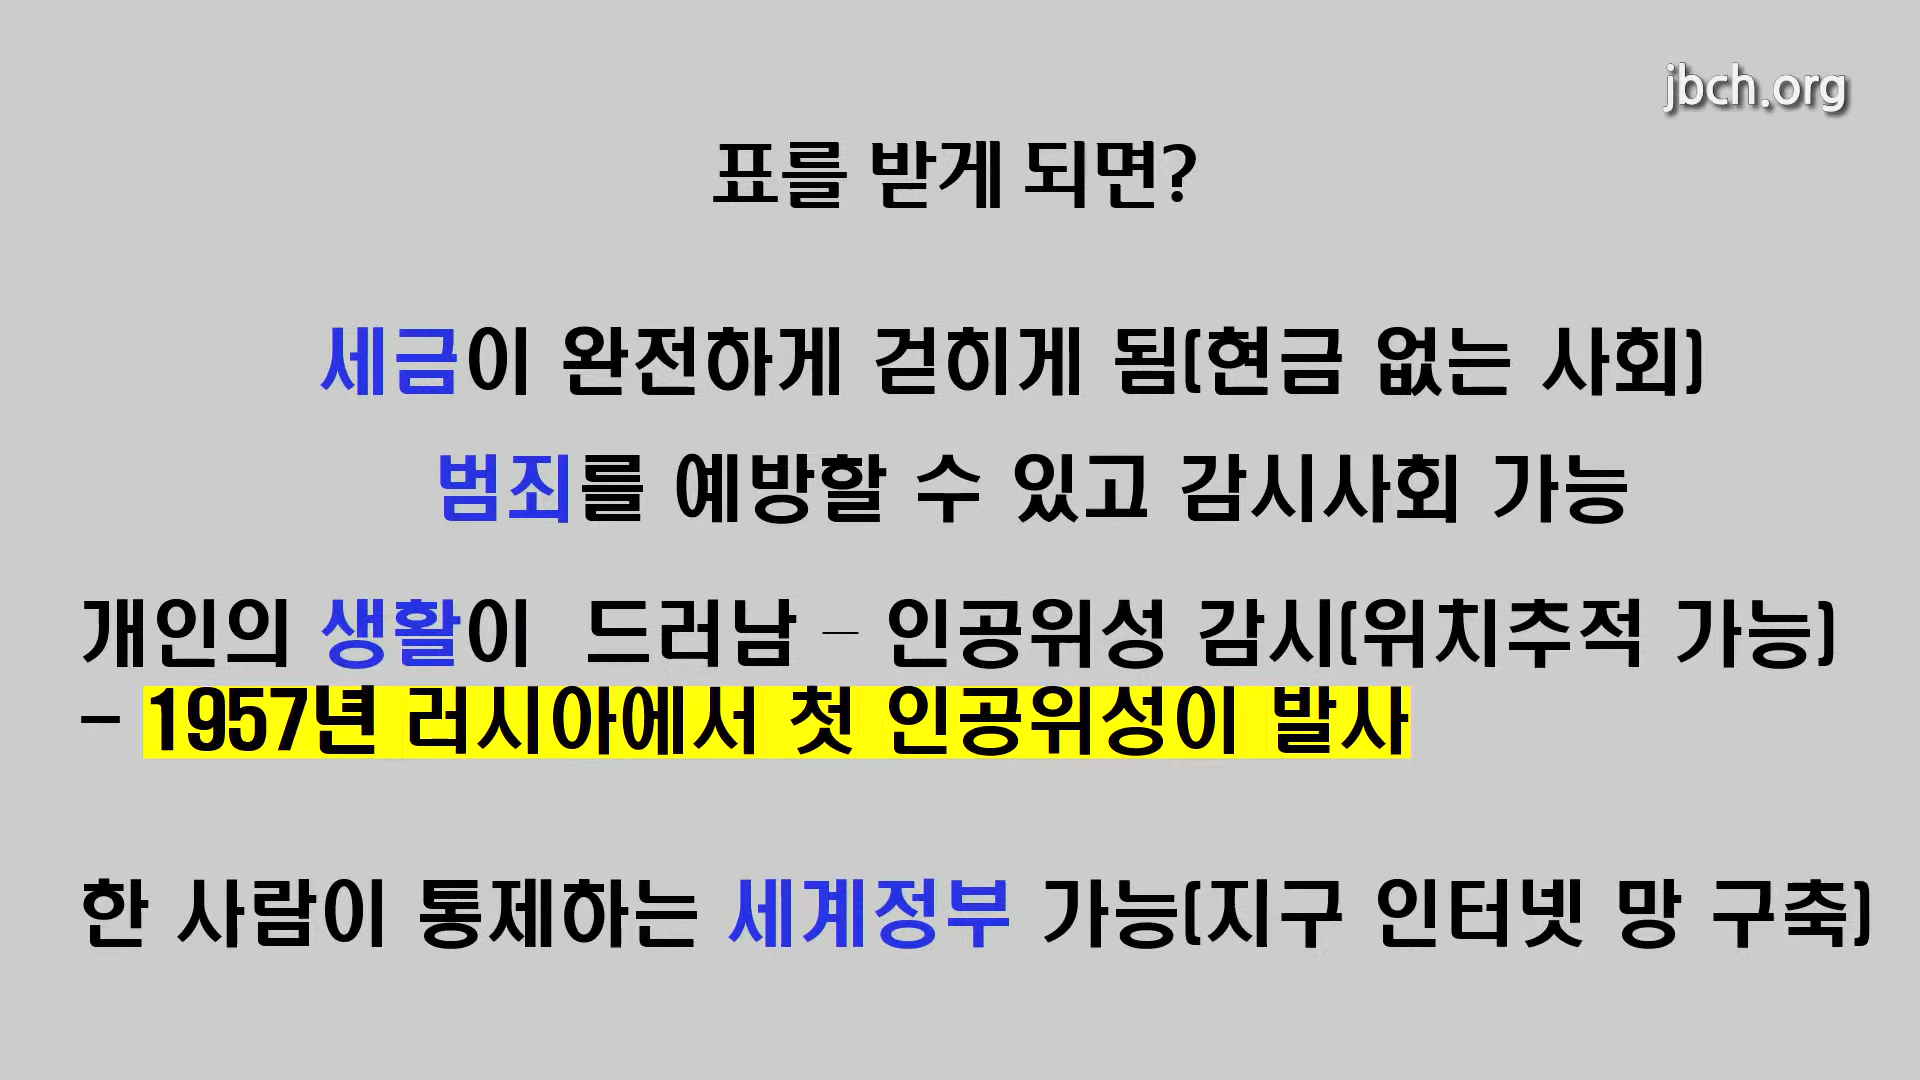 jbch.org
표를 받게 되면?
세금이 완전하게 걷히게 됨(현금 없는 사회)
범죄를 예방할 수 있고 감시사회 가능
개인의 생활이 드러남 – 인공위성 감시(위치추적 가능)
– 1957년 러시아에서 첫 인공위성이 발사
한 사람이 통제하는 세계정부 가능(지구 인터넷 망 구축)